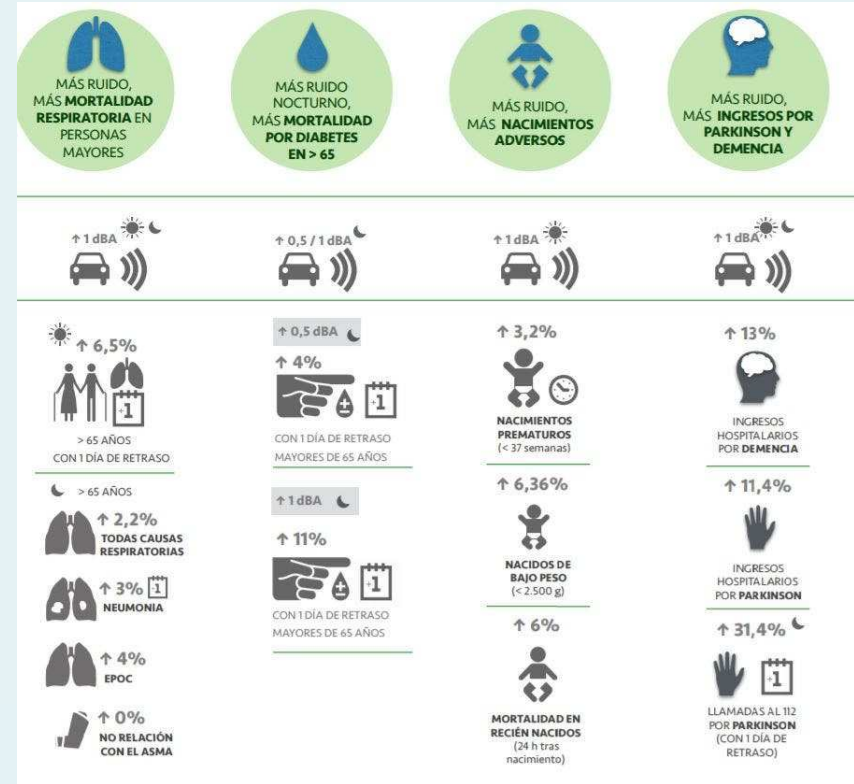 MÁS RUIDO,
MÁS MORTALIDAD
RESPIRATORIA EN
PERSONAS
MAYORES
MÁS RUIDO
NOCTURNO,
MÁS MORTALIDAD
POR DIABETES
EN > 65
MÁS RUIDO,
MÁS NACIMIENTOS
ADVERSOS
MÁS RUIDO,
MÁS INGRESOS POR
PARKINSON Y
DEMENCIA
↑ 1 dBA
↑ 0,5 / 1 dBA
↑ 1 dBA
↑ 1 dBA
↑ 6,5%
+1
> 65 AÑOS
CON 1 DÍA DE RETRASO
> 65 AÑOS
↑ 2,2%
TODAS CAUSAS
RESPIRATORIAS
↑ 3% +1
NEUMONIA
↑ 4%
EPOC
↑ 0%
NO RELACIÓN
CON EL ASMA
↑ 0,5 dBA
↑ 4%
+1
CON 1 DÍA DE RETRASO
MAYORES DE 65 AÑOS
↑ 1 dBA
↑ 11%
+1
CON 1 DÍA DE RETRASO
MAYORES DE 65 AÑOS
↑ 3,2%
NACIMIENTOS
PREMATUROS
(< 37 semanas)
↑ 6,36%
NACIDOS DE
BAJO PESO
(< 2.500 g)
↑ 6%
MORTALIDAD EN
RECIÉN NACIDOS
(24 h tras
nacimiento)
↑ 13%
INGRESOS
HOSPITALARIOS
POR DEMENCIA
↑ 11,4%
INGRESOS
HOSPITALARIOS
POR PARKINSON
↑ 31,4%
+1
LLAMADAS AL 112
POR PARKINSON
(CON 1 DÍA DE
RETRASO)